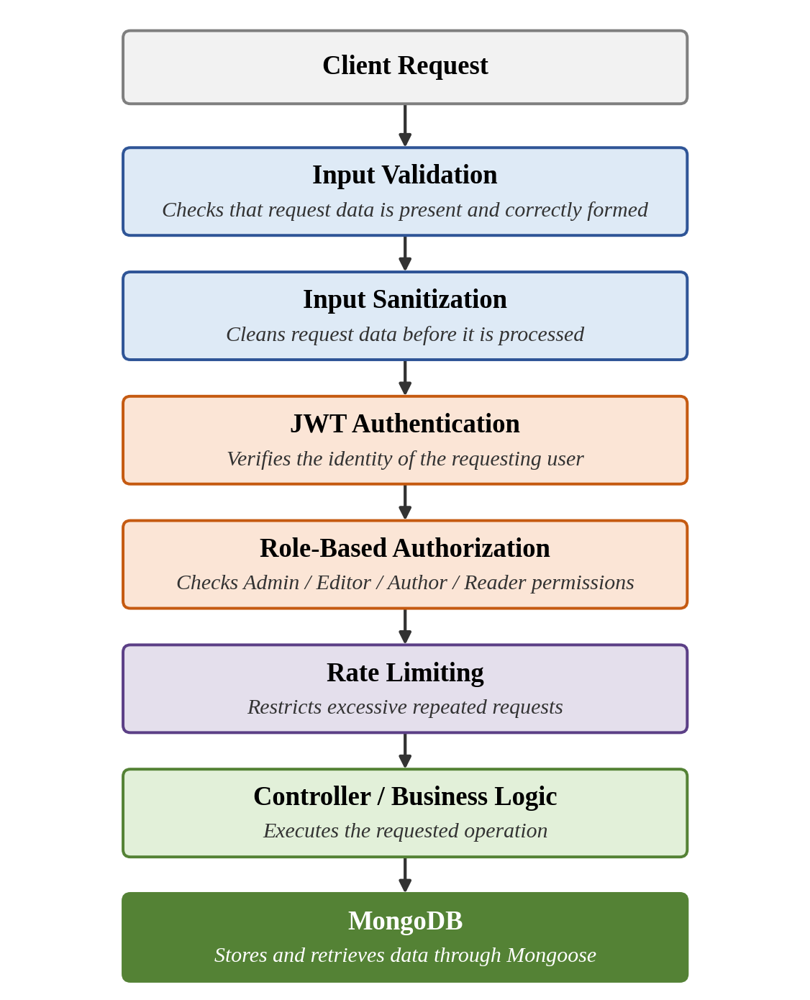 Client Request
Input Validation
Checks that request data is present and correctly formed
Input Sanitization
Cleans request data before it is processed
JWT Authentication
Verifies the identity of the requesting user
Role-Based Authorization
Checks Admin / Editor / Author / Reader permissions
Rate Limiting
Restricts excessive repeated requests
Controller / Business Logic
Executes the requested operation
MongoDB
Stores and retrieves data through Mongoose